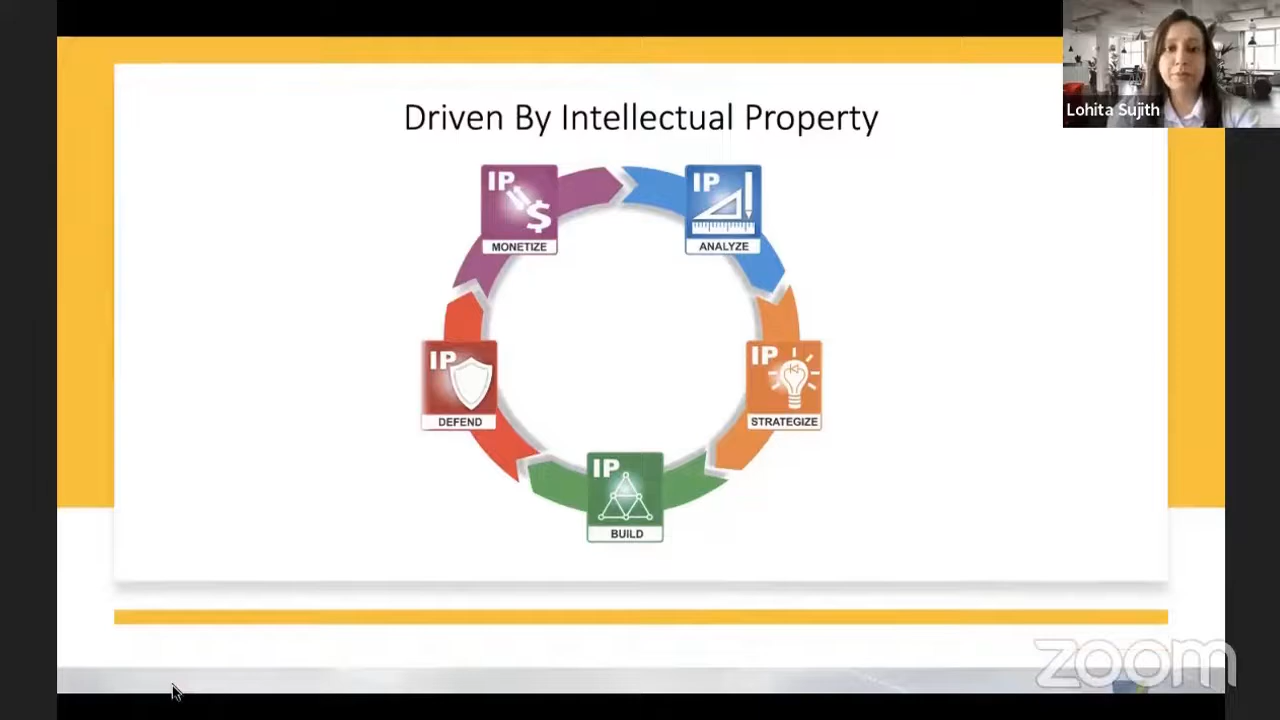 Lohita Sujith
Driven By Intellectual Property
IP
MONETIZE
IP
ANALYZE
IP
DEFEND
IP
STRATEGIZE
IP
BUILD
zoom